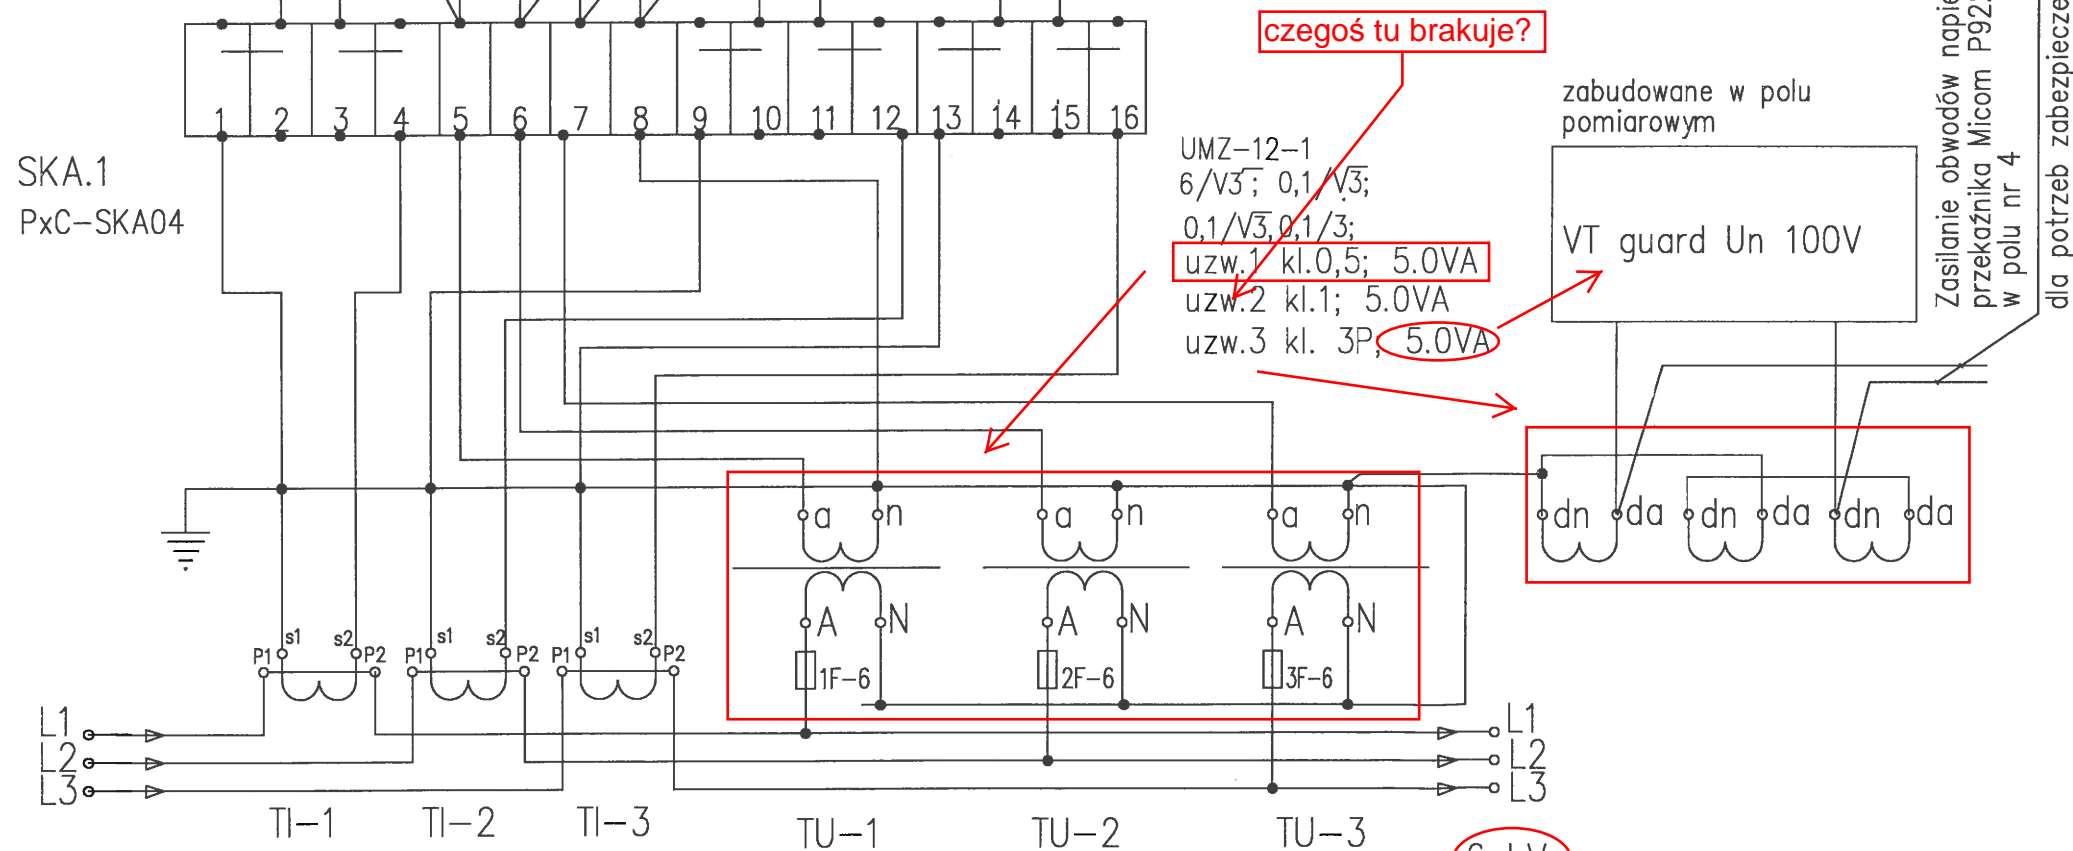 czegoś tu brakuje?
1 2 3 4 5 6 7 8 9 10 11 12 13 14 15 16
SKA.1
PxC-SKA04
UMZ-12-1
6/√3; 0,1/√3;
0,1/√3,0,1/3;
uzw.1 kl.0,5; 5.0VA
uzw.2 kl.1; 5.0VA
uzw.3 kl. 3P, 5.0VA
zabudowane w polu
pomiarowym
VT guard Un 100V
Zasilanie obwodów
przekaźnika Micom
w polu nr 4
dla potrzeb
a n a n a n
dn da dn da dn da
A N A N A N
1F-6 2F-6 3F-6
s1 s2 s1 s2 s1 s2
P1 P2 P1 P2 P1 P2
L1 L1
L2 L2
L3 L3
TI-1 TI-2 TI-3 TU-1 TU-2 TU-3